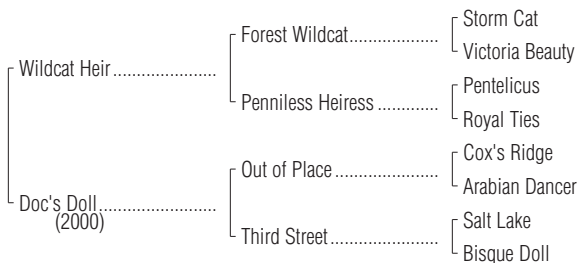 Storm Cat
Forest Wildcat....................
Victoria Beauty
Wildcat Heir.......................
Pentelicus
Penniless Heiress ..............
Royal Ties
Cox's Ridge
Out of Place.......................
Arabian Dancer
Doc's Doll..........................
(2000)
Salt Lake
Third Street........................
Bisque Doll